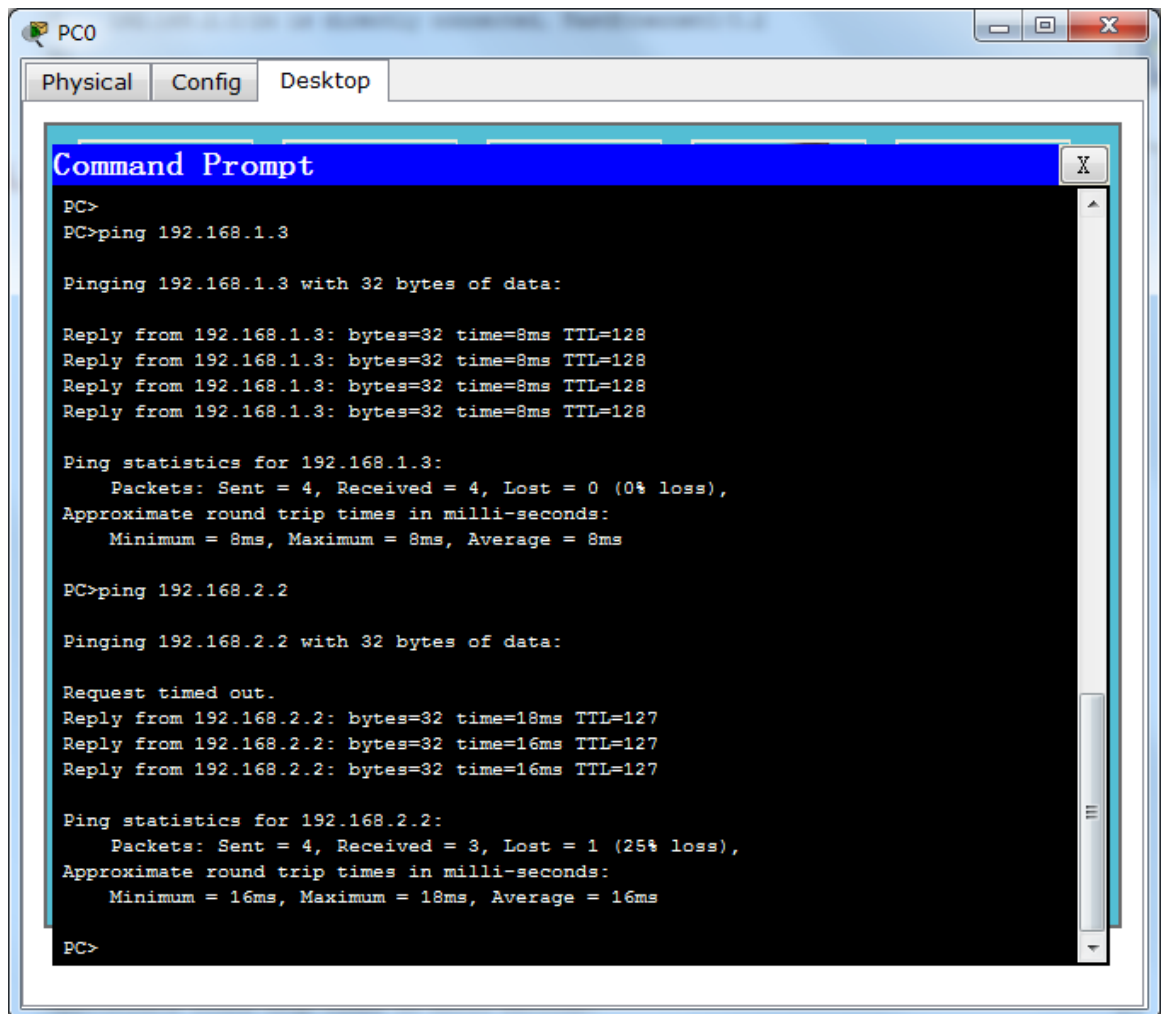 PC0
Physical Config Desktop
Command Prompt X
PC>
PC>ping 192.168.1.3
Pinging 192.168.1.3 with 32 bytes of data:
Reply from 192.168.1.3: bytes=32 time=8ms TTL=128
Reply from 192.168.1.3: bytes=32 time=8ms TTL=128
Reply from 192.168.1.3: bytes=32 time=8ms TTL=128
Reply from 192.168.1.3: bytes=32 time=8ms TTL=128
Ping statistics for 192.168.1.3:
    Packets: Sent = 4, Received = 4, Lost = 0 (0% loss),
Approximate round trip times in milli-seconds:
    Minimum = 8ms, Maximum = 8ms, Average = 8ms
PC>ping 192.168.2.2
Pinging 192.168.2.2 with 32 bytes of data:
Request timed out.
Reply from 192.168.2.2: bytes=32 time=18ms TTL=127
Reply from 192.168.2.2: bytes=32 time=16ms TTL=127
Reply from 192.168.2.2: bytes=32 time=16ms TTL=127
Ping statistics for 192.168.2.2:
    Packets: Sent = 4, Received = 3, Lost = 1 (25% loss),
Approximate round trip times in milli-seconds:
    Minimum = 16ms, Maximum = 18ms, Average = 16ms
PC>